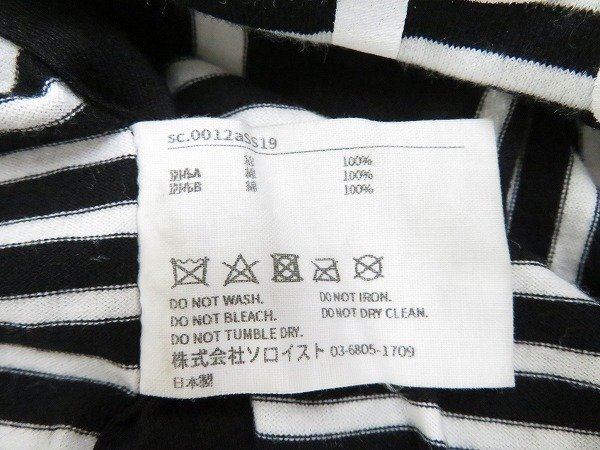 sc.0012aSS19
綿 100%
別布A 綿 100%
別布B 綿 100%
DO NOT WASH. DO NOT IRON.
DO NOT BLEACH. DO NOT DRY CLEAN.
DO NOT TUMBLE DRY.
株式会社ソロイスト 03-6805-1709
日本製